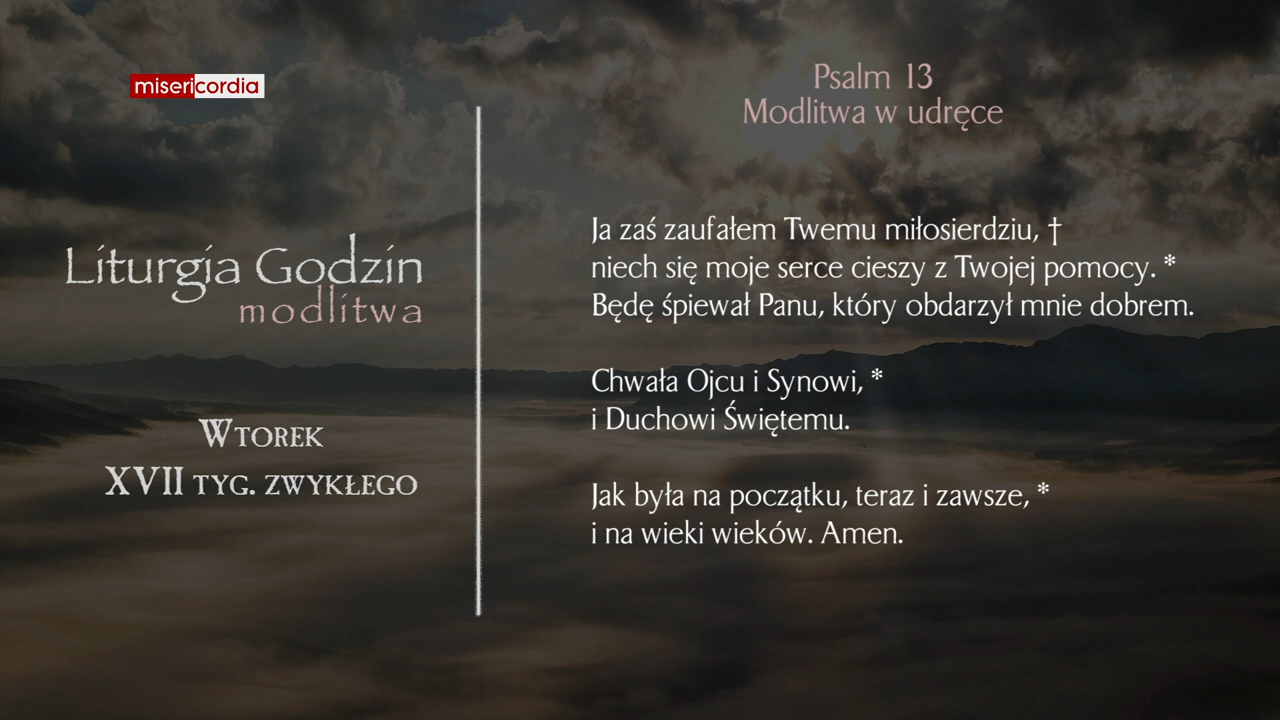 misericordia
Liturgia Godzin
modlitwa
Wtorek
XVII tyg. zwykłego
Psalm 13
Modlitwa w udręce
Ja zaś zaufałem Twemu miłosierdziu, †
niech się moje serce cieszy z Twojej pomocy. *
Będę śpiewał Panu, który obdarzył mnie dobrem.
Chwała Ojcu i Synowi, *
i Duchowi Świętemu.
Jak była na początku, teraz i zawsze, *
i na wieki wieków. Amen.